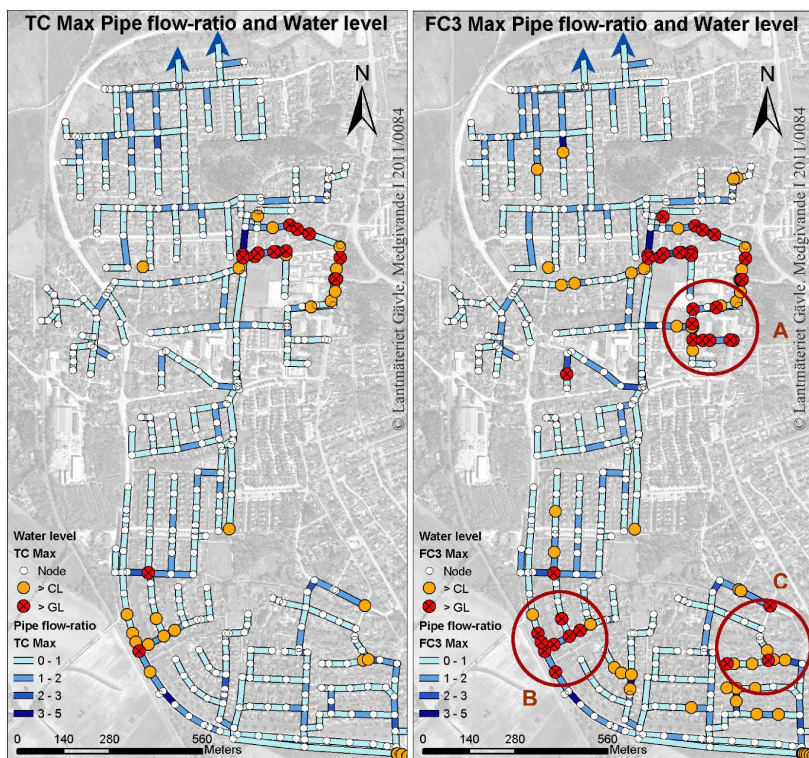 TC Max Pipe flow-ratio and Water level
N
© Lantmäteriet Gävle, Medgivande I 2011/0084
Water level
TC Max
Node
> CL
> GL
Pipe flow-ratio
TC Max
0 - 1
1 - 2
2 - 3
3 - 5
0 140 280 560
Meters
FC3 Max Pipe flow-ratio and Water level
N
© Lantmäteriet Gävle, Medgivande I 2011/0084
A
B
C
Water level
FC3 Max
Node
> CL
> GL
Pipe flow-ratio
FC3 Max
0 - 1
1 - 2
2 - 3
3 - 5
0 140 280 560
Meters